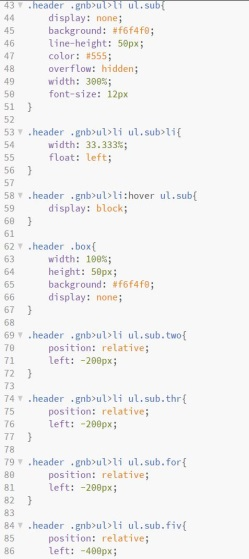 43 .header .gnb>ul>li ul.sub{
44 display: none;
45 background: #f6f4f0;
46 line-height: 50px;
47 color: #555;
48 overflow: hidden;
49 width: 300%;
50 font-size: 12px
51 }
52
53 .header .gnb>ul>li ul.sub>li{
54 width: 33.333%;
55 float: left;
56 }
57
58 .header .gnb>ul>li:hover ul.sub{
59 display: block;
60 }
61
62 .header .box{
63 width: 100%;
64 height: 50px;
65 background: #f6f4f0;
66 display: none;
67 }
68
69 .header .gnb>ul>li ul.sub.two{
70 position: relative;
71 left: -200px;
72 }
73
74 .header .gnb>ul>li ul.sub.thr{
75 position: relative;
76 left: -200px;
77 }
78
79 .header .gnb>ul>li ul.sub.for{
80 position: relative;
81 left: -200px;
82 }
83
84 .header .gnb>ul>li ul.sub.fiv{
85 position: relative;
86 left: -400px;